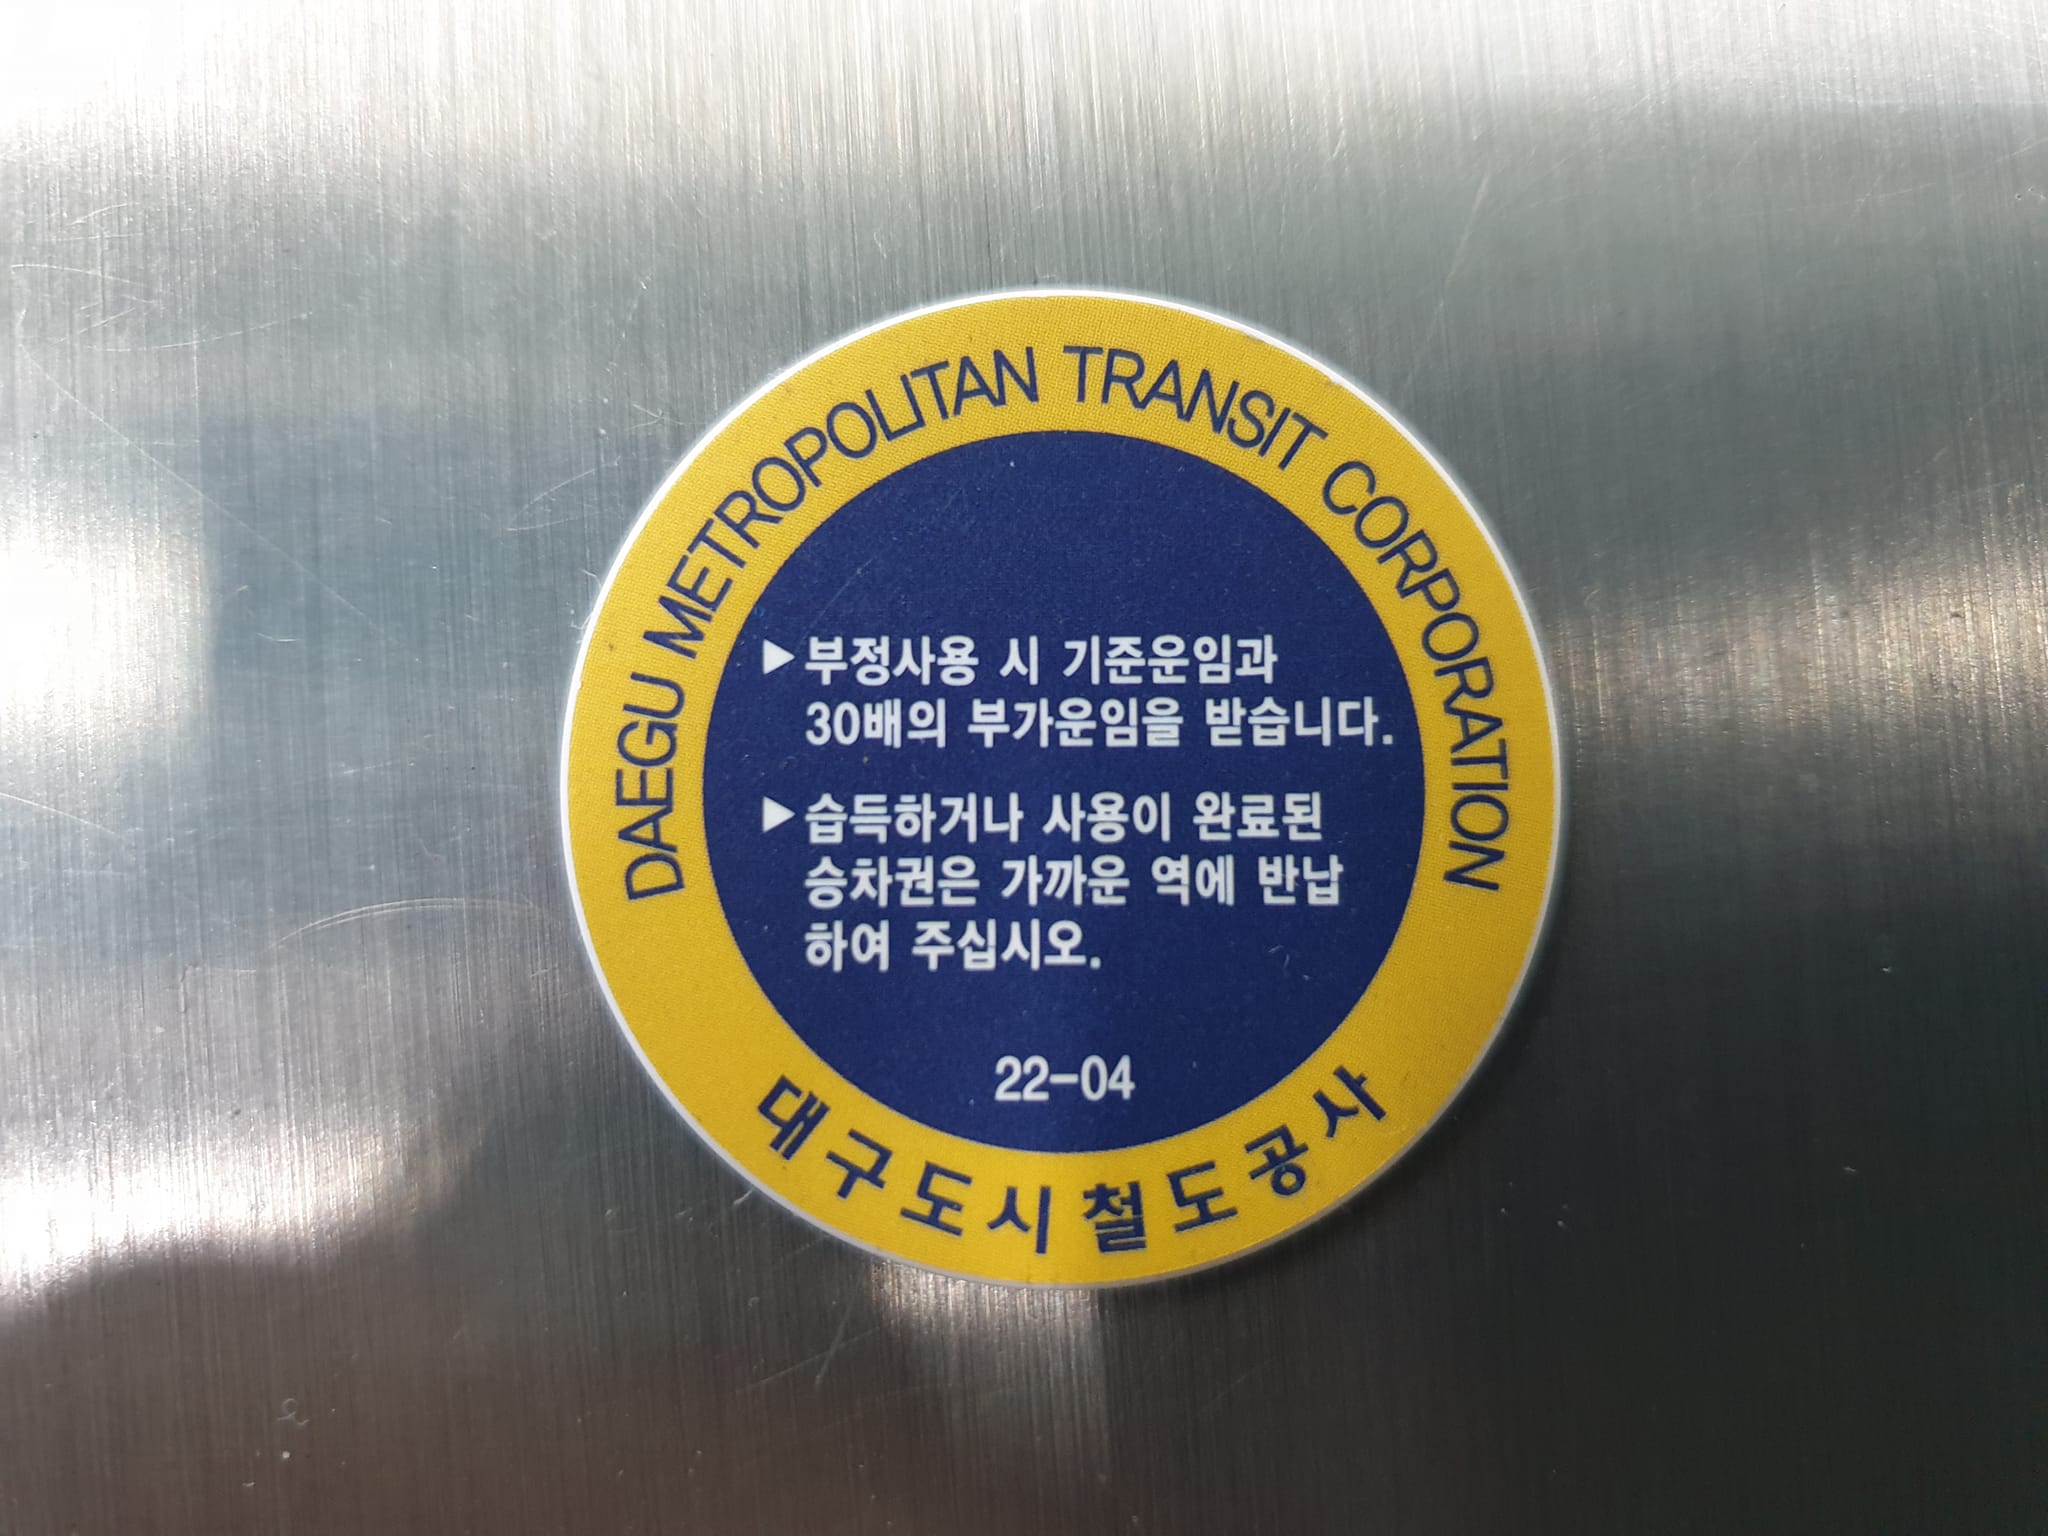 DAEGU METROPOLITAN TRANSIT CORPORATION
▶부정사용 시 기준운임과
30배의 부가운임을 받습니다.
▶습득하거나 사용이 완료된
승차권은 가까운 역에 반납
하여 주십시오.
22-04
대구도시철도공사